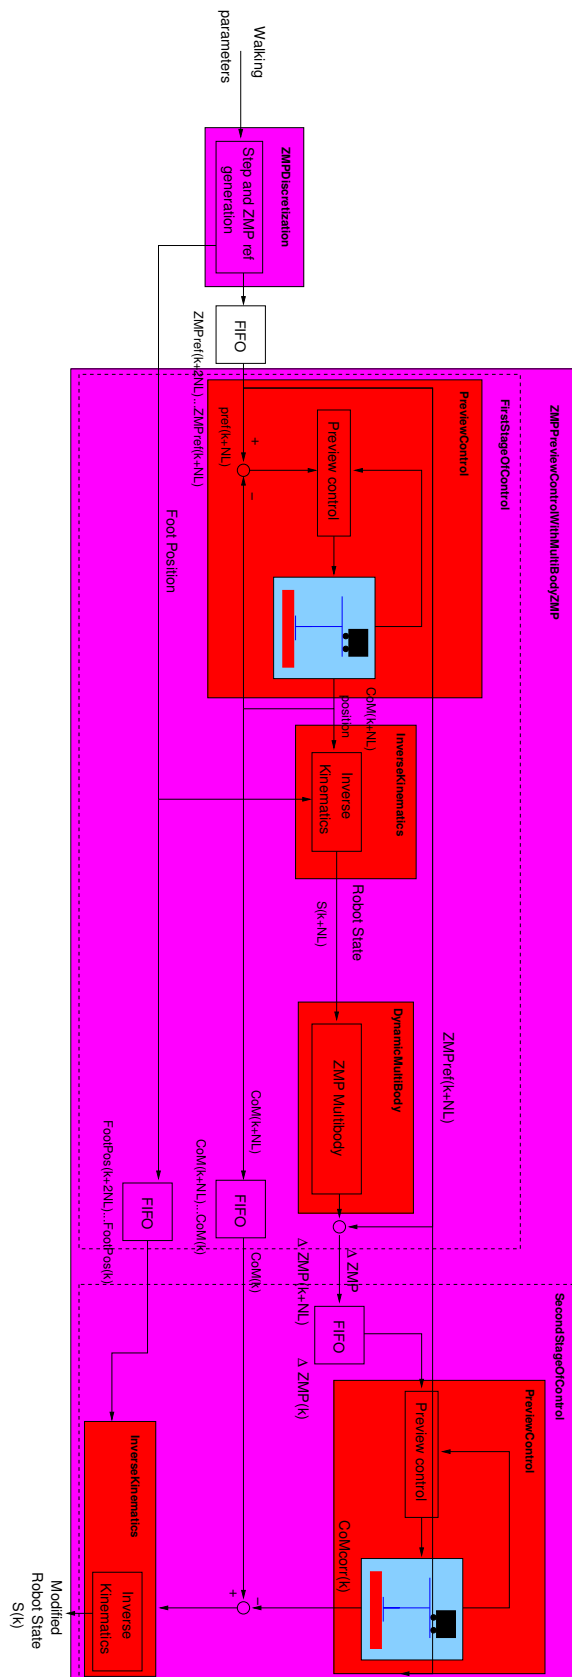 Walking
parameters
ZMPDiscretization
Step and ZMP ref
generation
FIFO
ZMPref(k+2NL)...ZMPref(k+NL)
ZMPPreviewControlWithMultiBodyZMP
FirstStageOfControl
PreviewControl
Preview control
+
−
pref(k+NL)
Foot Position
CoM(k+NL)
position
InverseKinematics
Inverse
Kinematics
Robot State
S(k+NL)
ZMPref(k+NL)
DynamicMultiBody
ZMP Multibody
Δ ZMP
Δ ZMP(k+NL)
FIFO
Δ ZMP(k)
CoM(k+NL)
FIFO
CoM(k+NL)...CoM(k)
CoM(k)
FIFO
FootPos(k+2NL)...FootPos(k)
SecondStageOfControl
PreviewControl
Preview control
CoMcorr(k)
−
+
InverseKinematics
Inverse
Kinematics
Modified
Robot State
S(k)